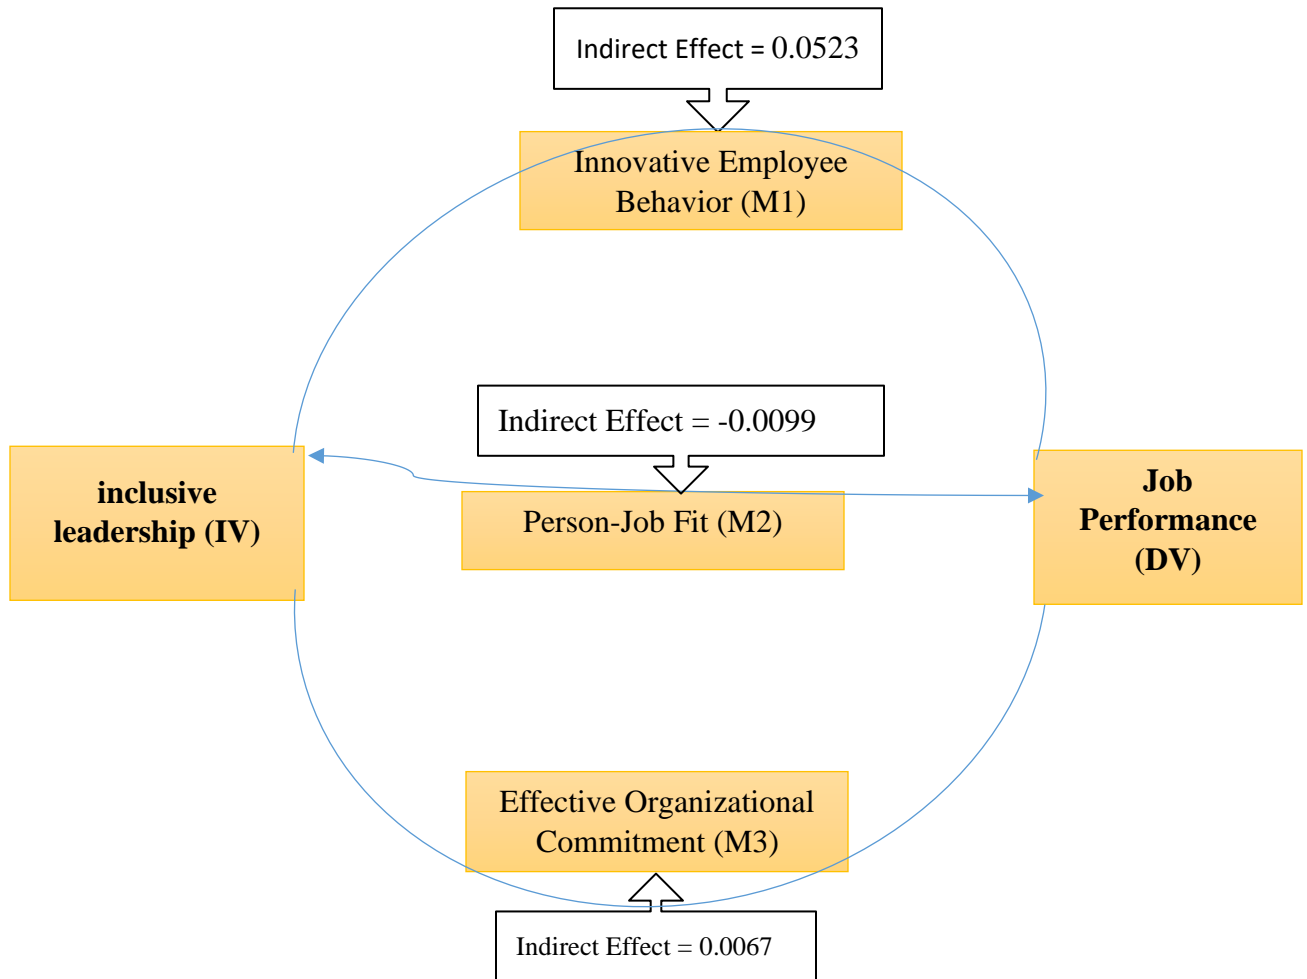 Indirect Effect = 0.0523
Innovative Employee
Behavior (M1)
Indirect Effect = -0.0099
inclusive
leadership (IV)
Person-Job Fit (M2)
Job
Performance
(DV)
Effective Organizational
Commitment (M3)
Indirect Effect = 0.0067